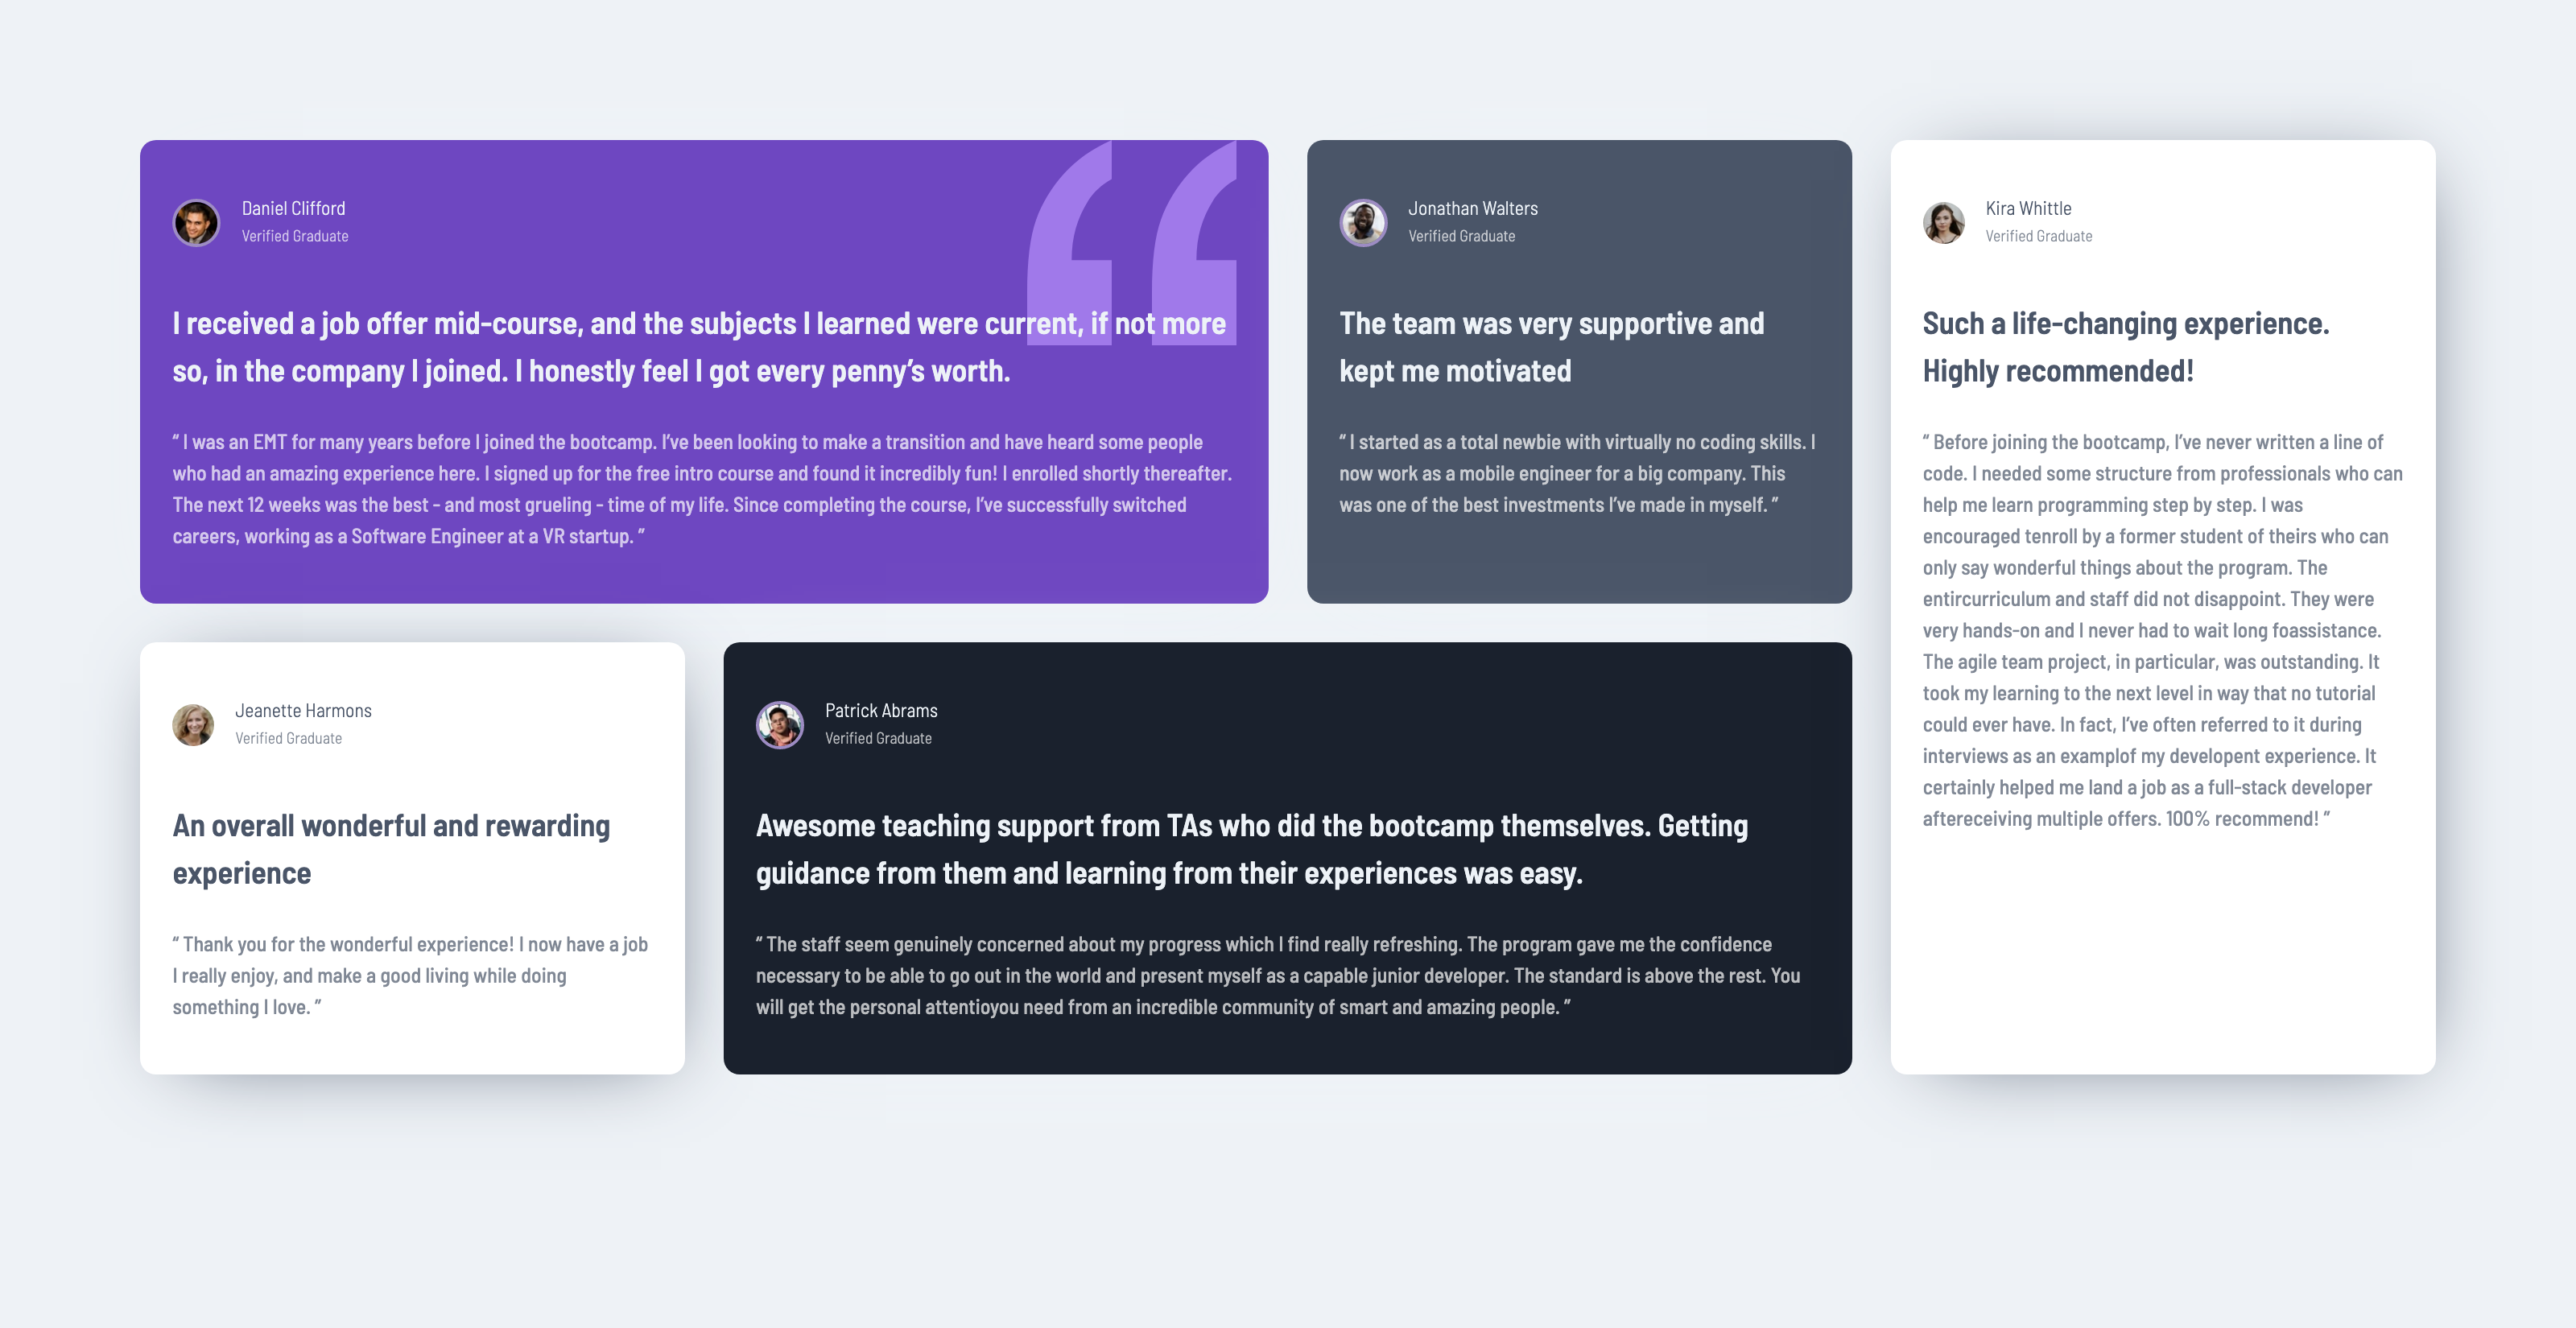 Daniel Clifford
Verified Graduate
I received a job offer mid-course, and the subjects I learned were current, if not more
so, in the company I joined. I honestly feel I got every penny’s worth.
“ I was an EMT for many years before I joined the bootcamp. I’ve been looking to make a transition and have heard some people
who had an amazing experience here. I signed up for the free intro course and found it incredibly fun! I enrolled shortly thereafter.
The next 12 weeks was the best - and most grueling - time of my life. Since completing the course, I’ve successfully switched
careers, working as a Software Engineer at a VR startup. ”
Jonathan Walters
Verified Graduate
The team was very supportive and
kept me motivated
“ I started as a total newbie with virtually no coding skills. I
now work as a mobile engineer for a big company. This
was one of the best investments I’ve made in myself. ”
Kira Whittle
Verified Graduate
Such a life-changing experience.
Highly recommended!
“ Before joining the bootcamp, I’ve never written a line of
code. I needed some structure from professionals who can
help me learn programming step by step. I was
encouraged tenroll by a former student of theirs who can
only say wonderful things about the program. The
entircurriculum and staff did not disappoint. They were
very hands-on and I never had to wait long foassistance.
The agile team project, in particular, was outstanding. It
took my learning to the next level in way that no tutorial
could ever have. In fact, I’ve often referred to it during
interviews as an examplof my developent experience. It
certainly helped me land a job as a full-stack developer
aftereceiving multiple offers. 100% recommend! ”
Jeanette Harmons
Verified Graduate
An overall wonderful and rewarding
experience
“ Thank you for the wonderful experience! I now have a job
I really enjoy, and make a good living while doing
something I love. ”
Patrick Abrams
Verified Graduate
Awesome teaching support from TAs who did the bootcamp themselves. Getting
guidance from them and learning from their experiences was easy.
“ The staff seem genuinely concerned about my progress which I find really refreshing. The program gave me the confidence
necessary to be able to go out in the world and present myself as a capable junior developer. The standard is above the rest. You
will get the personal attentioyou need from an incredible community of smart and amazing people. ”